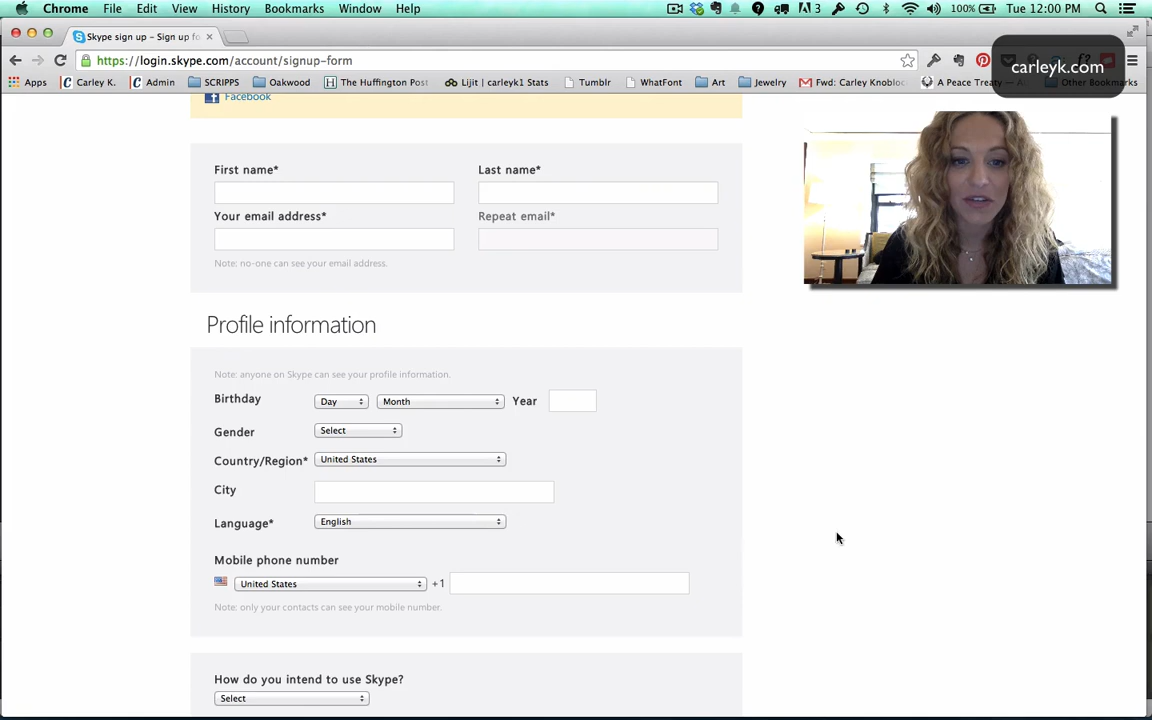 Chrome File Edit View History Bookmarks Window Help
3 100% Tue 12:00 PM
Skype sign up – Sign up fo
https://login.skype.com/account/signup-form
carleyk.com
Apps Carley K. Admin SCRIPPS Oakwood The Huffington Post Lijit | carleyk1 Stats Tumblr WhatFont Art Jewelry Fwd: Carley Knobloc A Peace Treaty — Other Bookmarks
Facebook
First name* Last name*
Your email address* Repeat email*
Note: no-one can see your email address.
Profile information
Note: anyone on Skype can see your profile information.
Birthday Day Month Year
Gender Select
Country/Region* United States
City
Language* English
Mobile phone number
United States +1
Note: only your contacts can see your mobile number.
How do you intend to use Skype?
Select